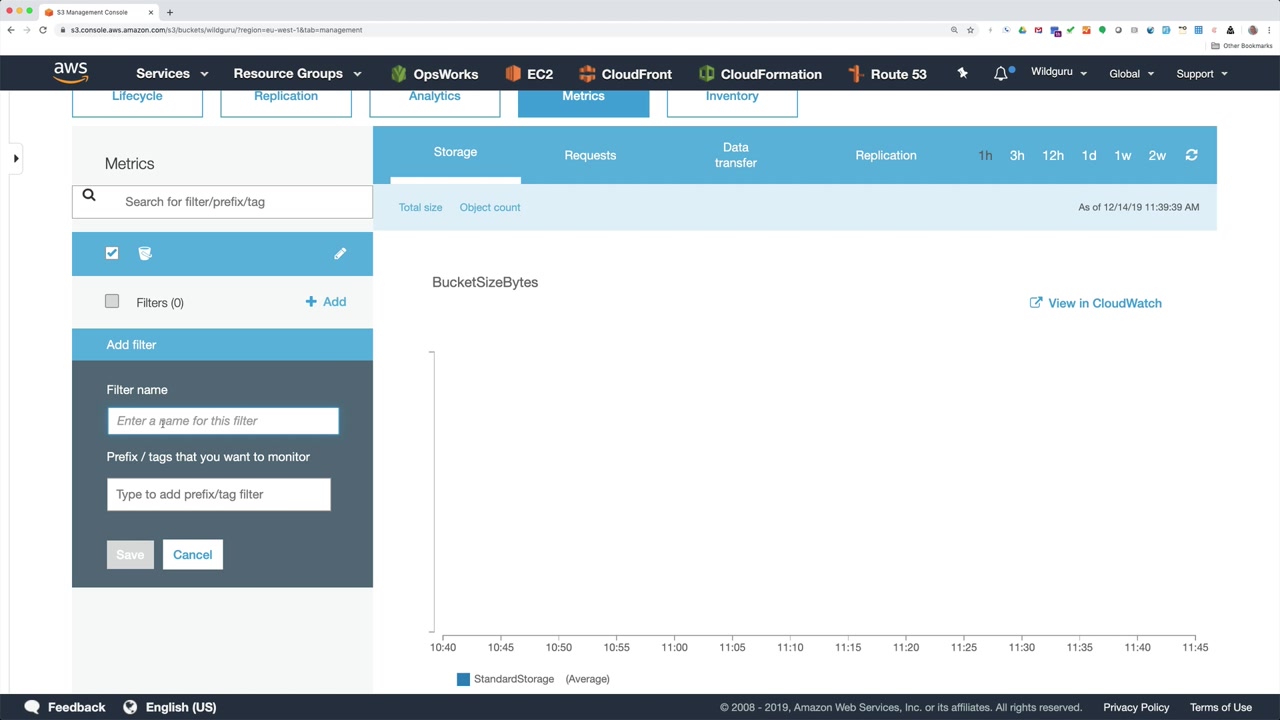 S3 Management Console
s3.console.aws.amazon.com/s3/buckets/wildguru/?region=eu-west-1&tab=management
Other Bookmarks
aws
Services
Resource Groups
OpsWorks
EC2
CloudFront
CloudFormation
Route 53
Wildguru
Global
Support
Lifecycle
Replication
Analytics
Metrics
Inventory
Metrics
Search for filter/prefix/tag
Filters (0)
Add
Add filter
Filter name
Enter a name for this filter
Prefix / tags that you want to monitor
Type to add prefix/tag filter
Save
Cancel
Storage
Requests
Data
transfer
Replication
1h
3h
12h
1d
1w
2w
Total size
Object count
As of 12/14/19 11:39:39 AM
BucketSizeBytes
View in CloudWatch
10:40
10:45
10:50
10:55
11:00
11:05
11:10
11:15
11:20
11:25
11:30
11:35
11:40
11:45
StandardStorage (Average)
Feedback
English (US)
© 2008 - 2019, Amazon Web Services, Inc. or its affiliates. All rights reserved.
Privacy Policy
Terms of Use